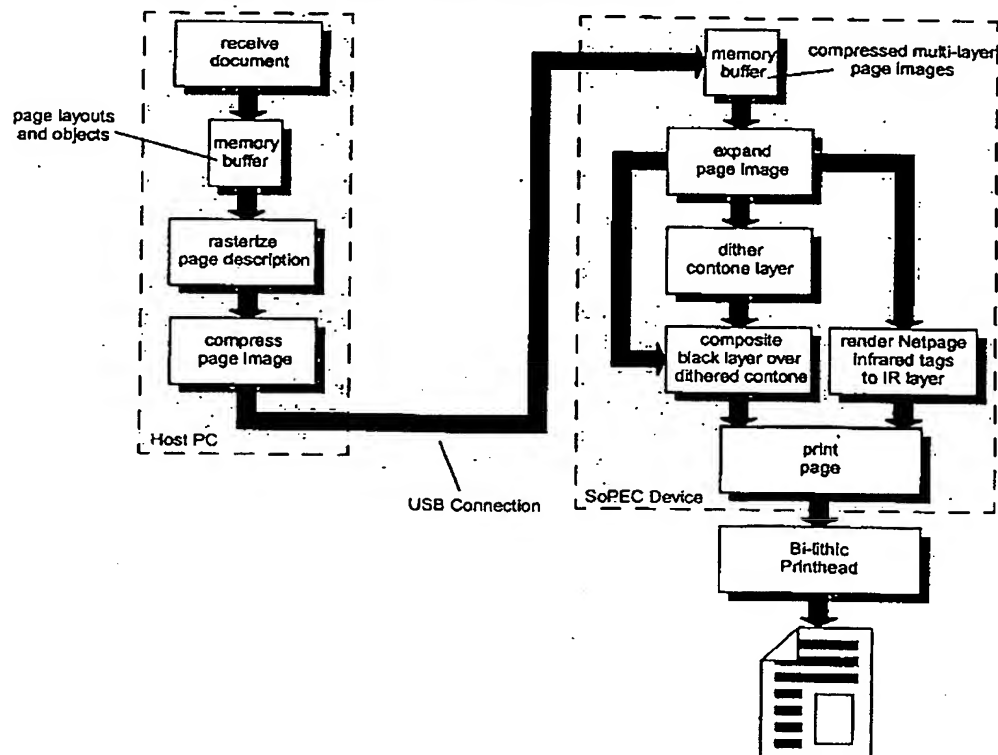 receive
document
page layouts
and objects
memory
buffer
rasterize
page description
compress
page image
Host PC
USB Connection
memory
buffer
compressed multi-layer
page images
expand
page image
dither
contone layer
composite
black layer over
dithered contone
render Netpage
Infrared tags
to IR layer
print
page
SoPEC Device
Bi-lithic
Printhead